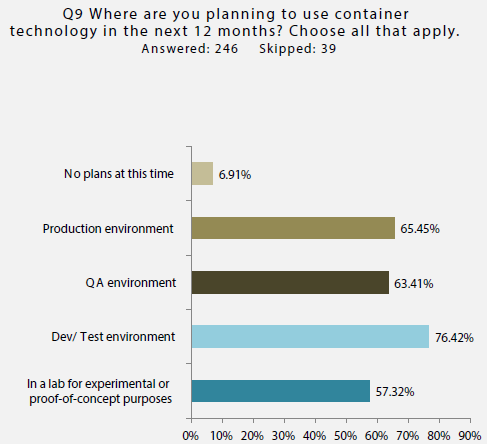 Q9 Where are you planning to use container
technology in the next 12 months? Choose all that apply.
Answered: 246 Skipped: 39
No plans at this time
6.91%
Production environment
65.45%
QA environment
63.41%
Dev/ Test environment
76.42%
In a lab for experimental or
proof-of-concept purposes
57.32%
0% 10% 20% 30% 40% 50% 60% 70% 80% 90%